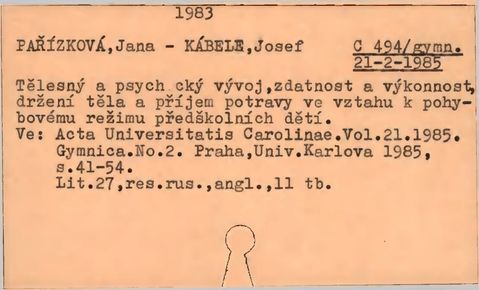 1983
PAŘÍZKOVÁ,Jana - KÁBELE,Josef C 494/gymn.
21-2-1985
Tělesný a psych cký vývoj,zdatnost a výkonnost,
držení těla a příjem potravy ve vztahu k pohy-
bovému režimu předškolních dětí.
Ve: Acta Universitatis Carolinae.Vol.21.1985.
Gymnica.No.2. Praha,Univ.Karlova 1985,
s.41-54.
Lit.27,res.rus.,angl.,11 tb.